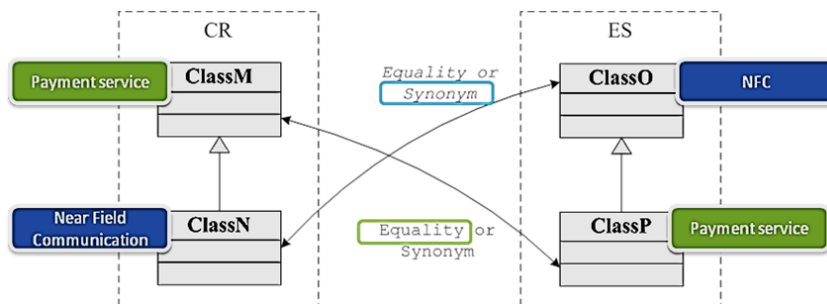 CR
ES
Payment service
ClassM
Equality or
Synonym
ClassO
NFC
Near Field
Communication
ClassN
Equality or
Synonym
ClassP
Payment service